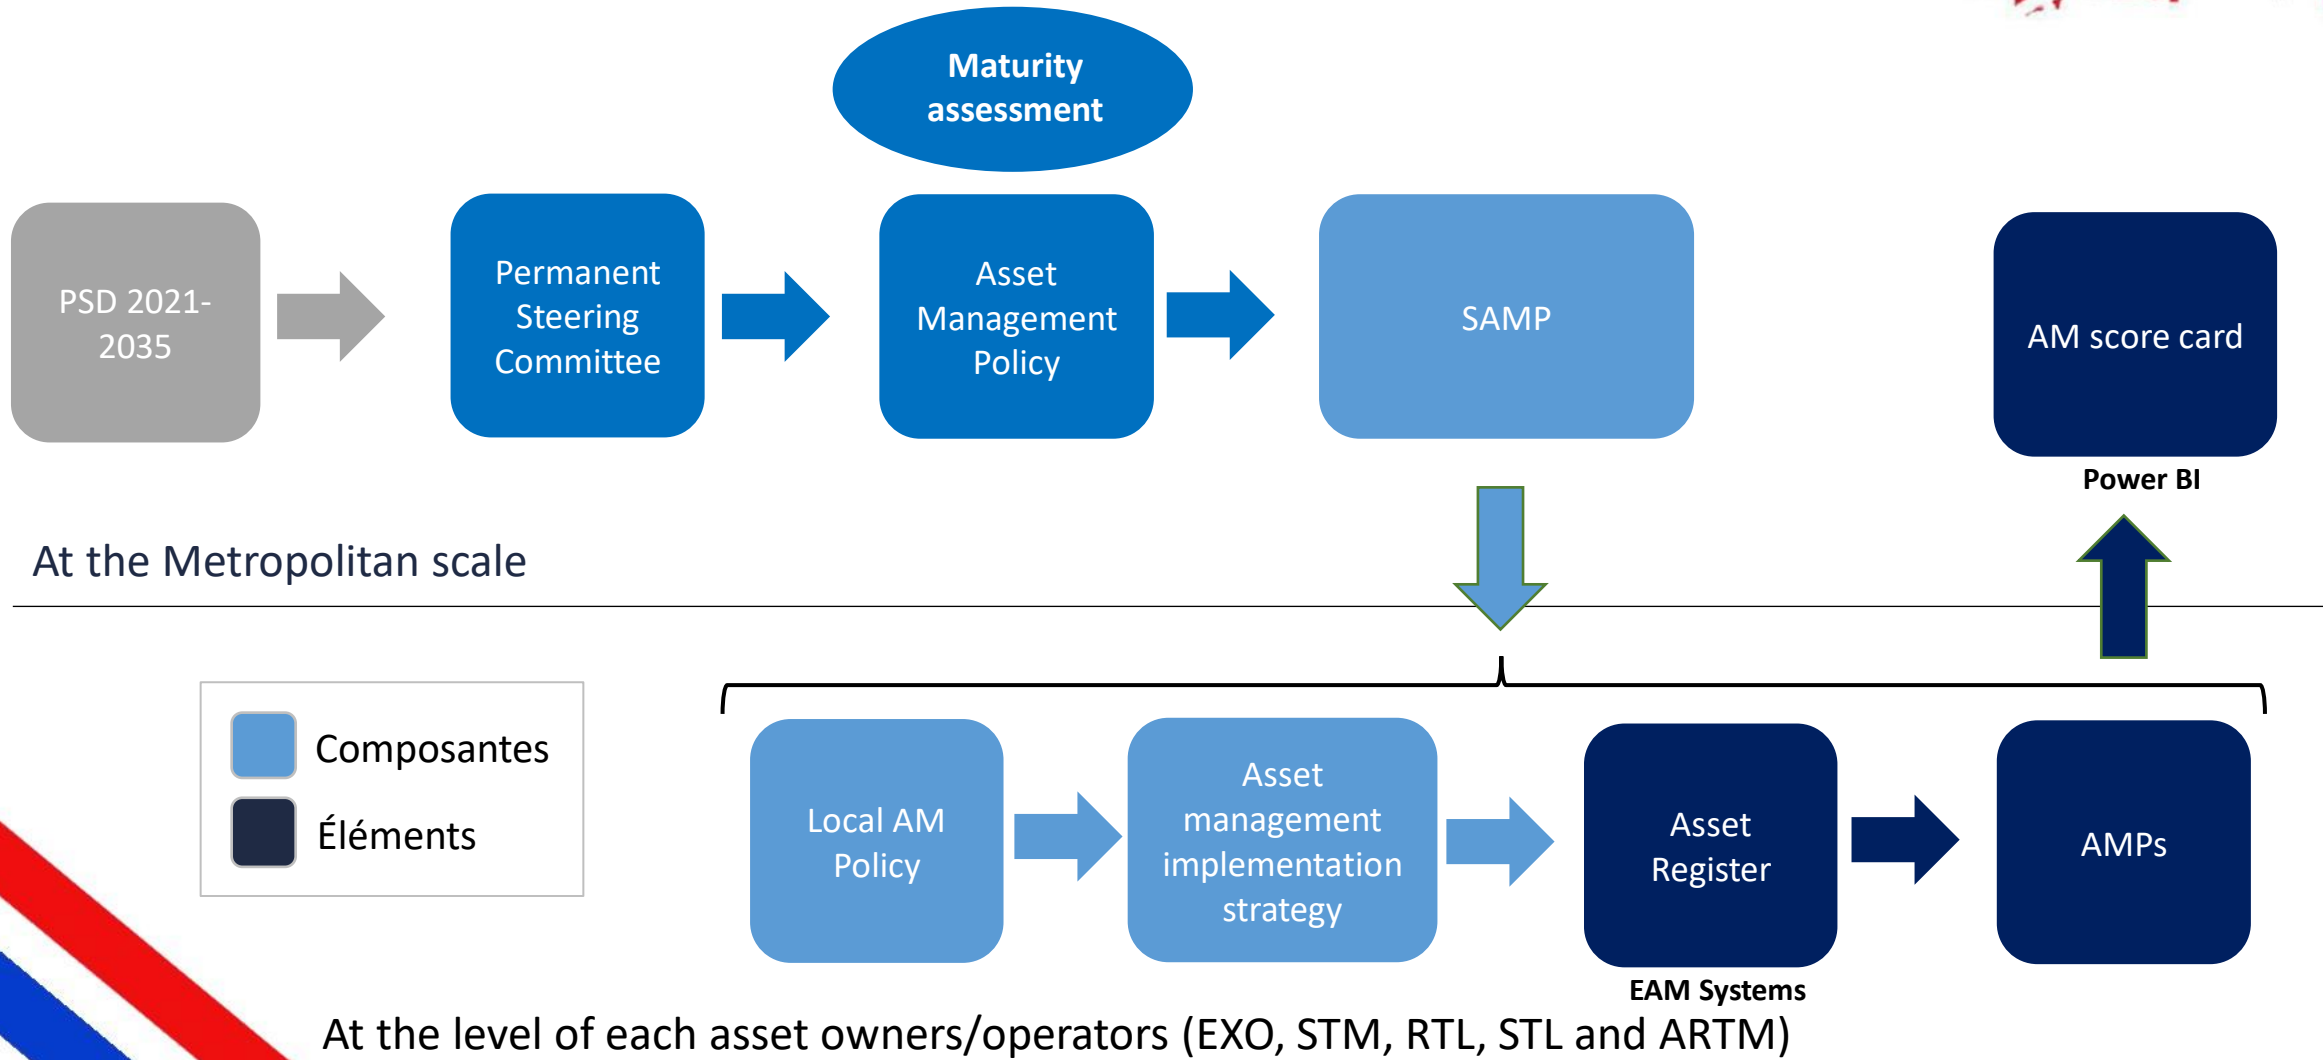 Maturity
assessment
PSD 2021-
2035
Permanent
Steering
Committee
Asset
Management
Policy
SAMP
AM score card
Power BI
At the Metropolitan scale
Composantes
Éléments
Local AM
Policy
Asset
management
implementation
strategy
Asset
Register
AMPs
EAM Systems
At the level of each asset owners/operators (EXO, STM, RTL, STL and ARTM)